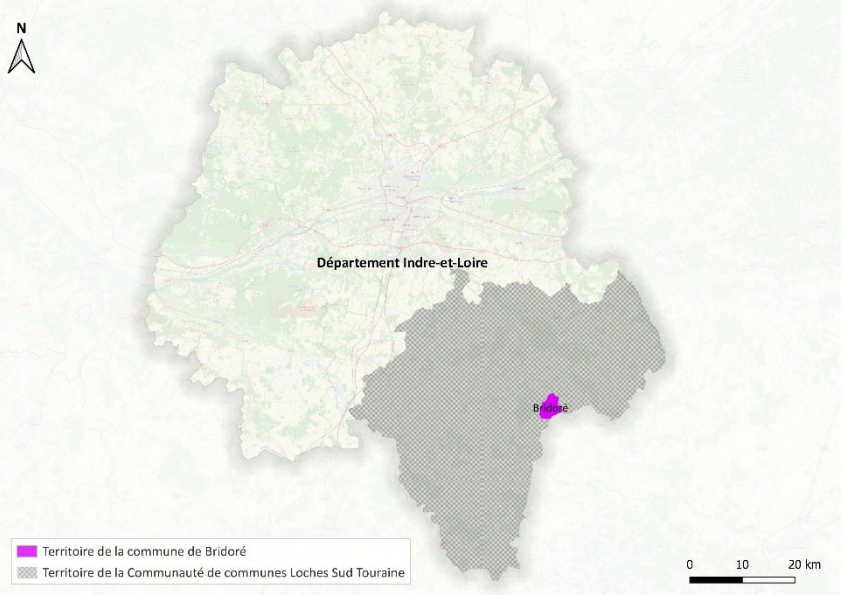 N
Département Indre-et-Loire
Bridoré
Territoire de la commune de Bridoré
Territoire de la Communauté de communes Loches Sud Touraine
0 10 20 km